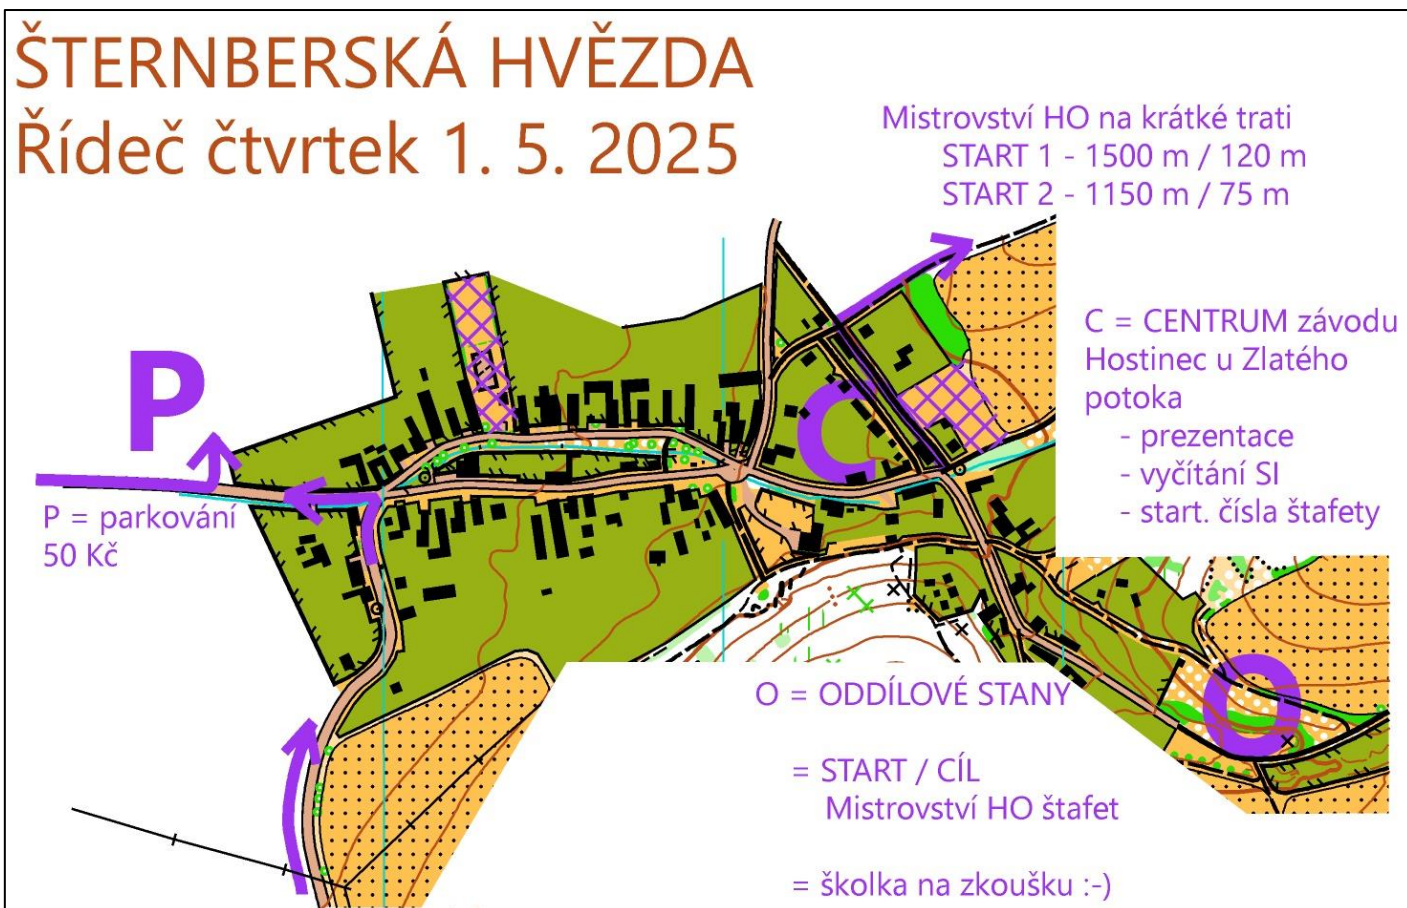 ŠTERNBERSKÁ HVĚZDA
Řídeč čtvrtek 1. 5. 2025
Mistrovství HO na krátké trati
START 1 - 1500 m / 120 m
START 2 - 1150 m / 75 m
C = CENTRUM závodu
Hostinec u Zlatého
potoka
- prezentace
- vyčítání SI
- start. čísla štafety
P
C
P = parkování
50 Kč
O
O = ODDÍLOVÉ STANY
= START / CÍL
Mistrovství HO štafet
= školka na zkoušku :-)